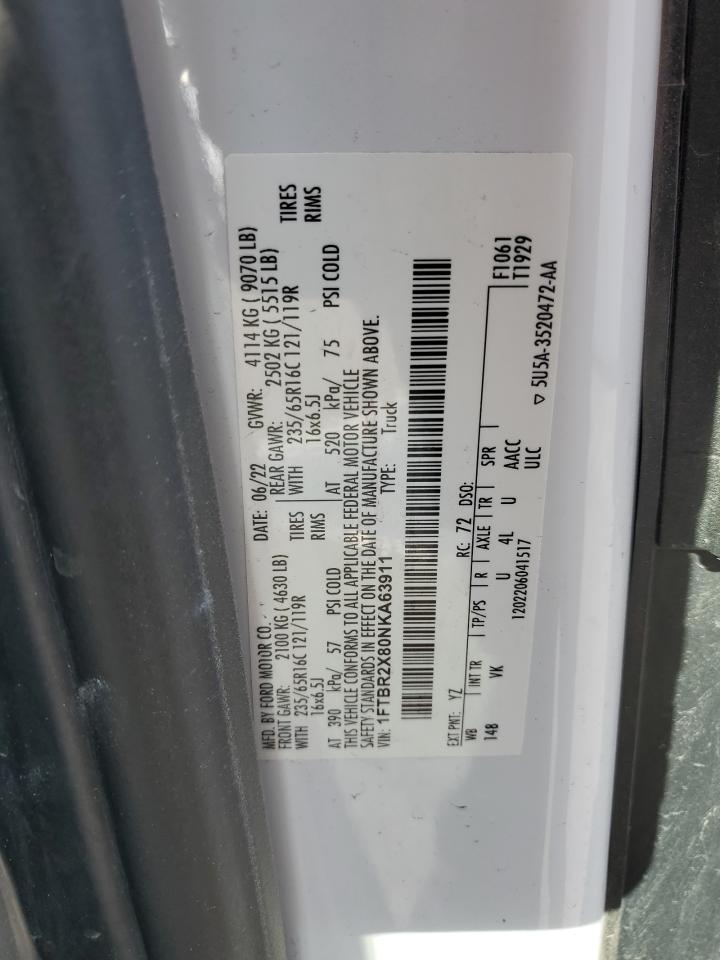 MFD. BY FORD MOTOR CO. DATE: 06/22 GVWR: 4114 KG ( 9070 LB)
FRONT GAWR: 2100 KG ( 4630 LB) REAR GAWR: 2502 KG ( 5515 LB)
WITH 235/65R16C 121/119R TIRES WITH 235/65R16C 121/119R TIRES
16x6.5J RIMS 16x6.5J RIMS
AT 390 kPa/ 57 PSI COLD AT 520 kPa/ 75 PSI COLD
THIS VEHICLE CONFORMS TO ALL APPLICABLE FEDERAL MOTOR VEHICLE
SAFETY STANDARDS IN EFFECT ON THE DATE OF MANUFACTURE SHOWN ABOVE.
VIN: 1FTBR2X80NKA63911 TYPE: Truck
EXT PNT: YZ RC: 72 DSO: F1061
WB INT TR TP/PS R AXLE TR SPR T1929
148 VK U 4L U AACC
1202206041517 ULC ▽ 5U5A-3520472-AA